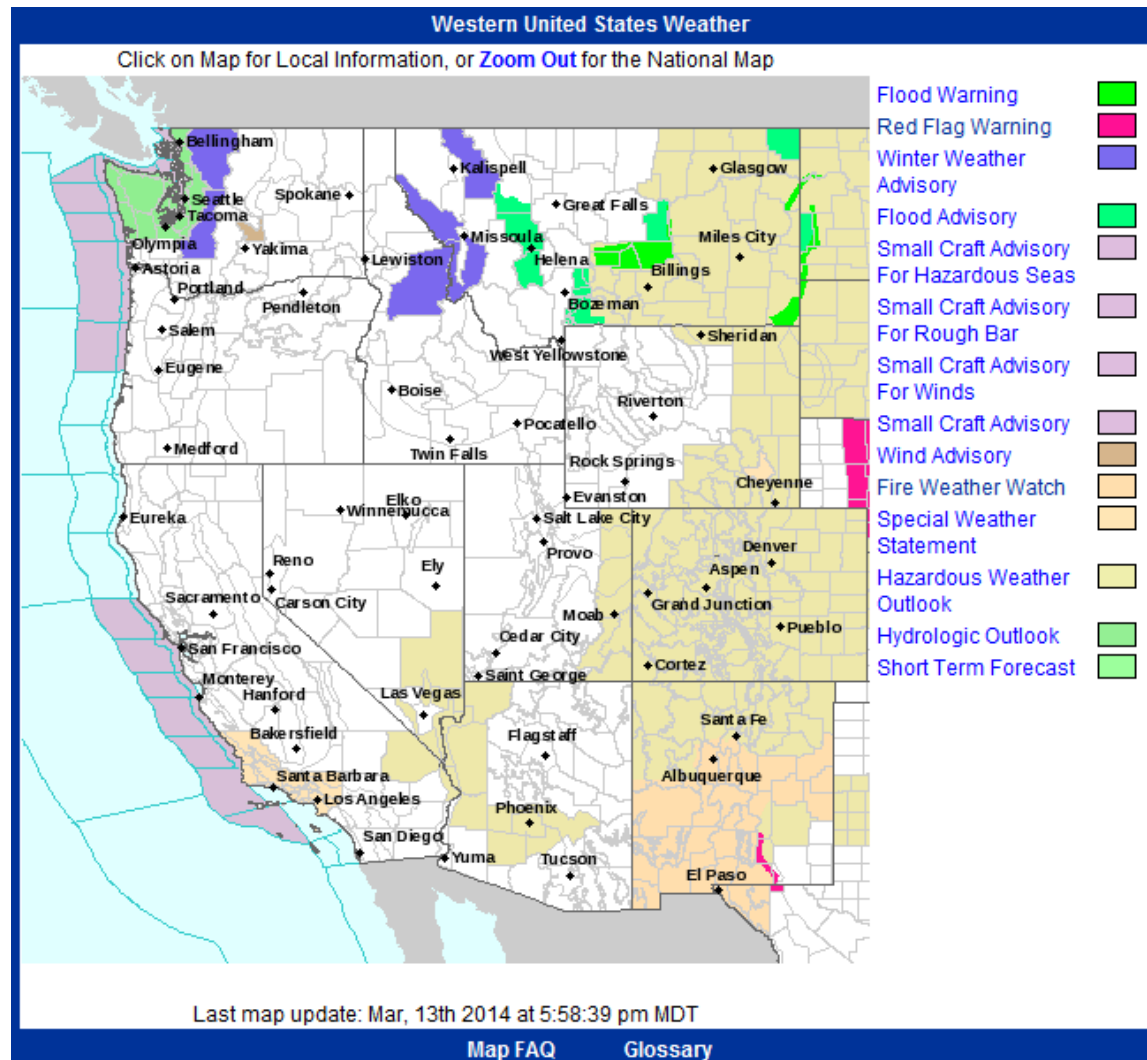 Western United States Weather
Click on Map for Local Information, or Zoom Out for the National Map
Flood Warning
Red Flag Warning
Winter Weather
Advisory
Flood Advisory
Small Craft Advisory
For Hazardous Seas
Small Craft Advisory
For Rough Bar
Small Craft Advisory
For Winds
Small Craft Advisory
Wind Advisory
Fire Weather Watch
Special Weather
Statement
Hazardous Weather
Outlook
Hydrologic Outlook
Short Term Forecast
Bellingham
Kalispell
Glasgow
Spokane
Seattle
Great Falls
Tacoma
Olympia
Yakima
Missoula
Miles City
Helena
Lewiston
Astoria
Billings
Portland
Pendleton
Bozeman
Salem
Sheridan
West Yellowstone
Eugene
Boise
Riverton
Pocatello
Medford
Twin Falls
Rock Springs
Cheyenne
Evanston
Elko
Winnemucca
Eureka
Salt Lake City
Provo
Denver
Reno
Ely
Aspen
Carson City
Grand Junction
Sacramento
Moab
Pueblo
Cedar City
San Francisco
Cortez
Saint George
Monterey
Hanford
Las Vegas
Santa Fe
Bakersfield
Flagstaff
Albuquerque
Santa Barbara
Los Angeles
Phoenix
San Diego
Yuma
Tucson
El Paso
Last map update: Mar, 13th 2014 at 5:58:39 pm MDT
Map FAQ Glossary